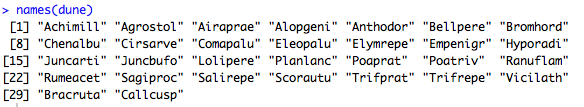 > names(dune)
[1] "Achimill" "Agrostol" "Airaprae" "Alopgeni" "Anthodor" "Bellpere" "Bromhord"
[8] "Chenalbu" "Cirsarve" "Comapalu" "Eleopalu" "Elymrepe" "Empenigr" "Hyporadi"
[15] "Juncarti" "Juncbufo" "Lolipere" "Planlanc" "Poaprat" "Poatriv" "Ranuflam"
[22] "Rumeacet" "Sagiproc" "Salirepe" "Scorautu" "Trifprat" "Trifrepe" "Vicilath"
[29] "Bracruta" "Callcusp"